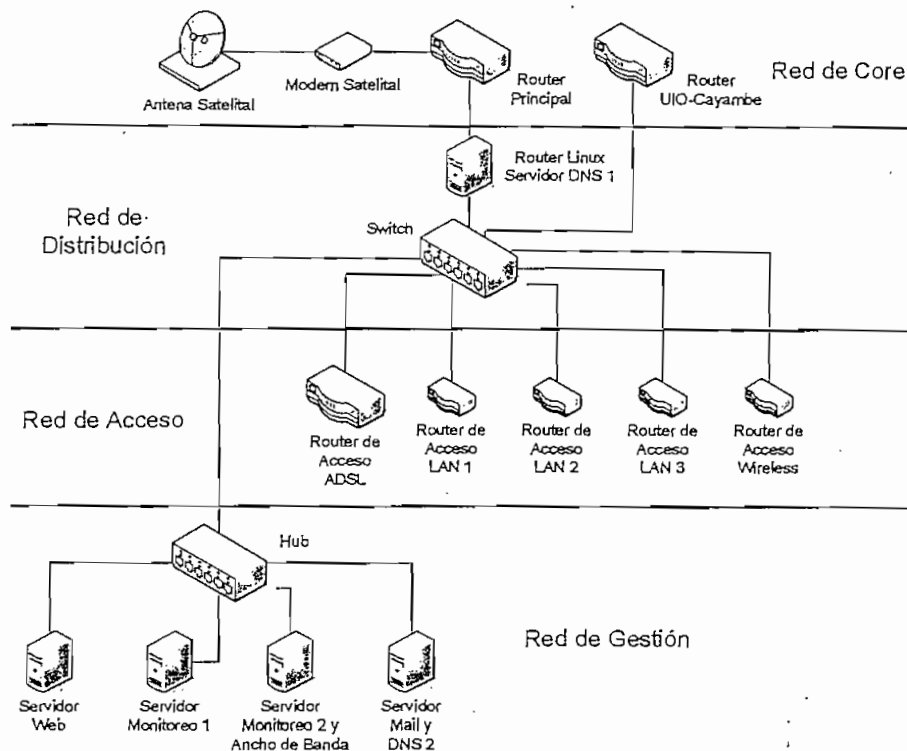 Antena Satelital
Modem Satelital
Router
Principal
Router
UIO-Cayambe
Red de Core
Router Linux
Servidor DNS 1
Red de
Distribución
Switch
Red de Acceso
Router de
Acceso
ADSL
Router de
Acceso
LAN 1
Router de
Acceso
LAN 2
Router de
Acceso
LAN 3
Router de
Acceso
Wireless
Hub
Red de Gestión
Servidor
Web
Servidor
Monitoreo 1
Servidor
Monitoreo 2 y
Ancho de Banda
Servidor
Mail y
DNS 2